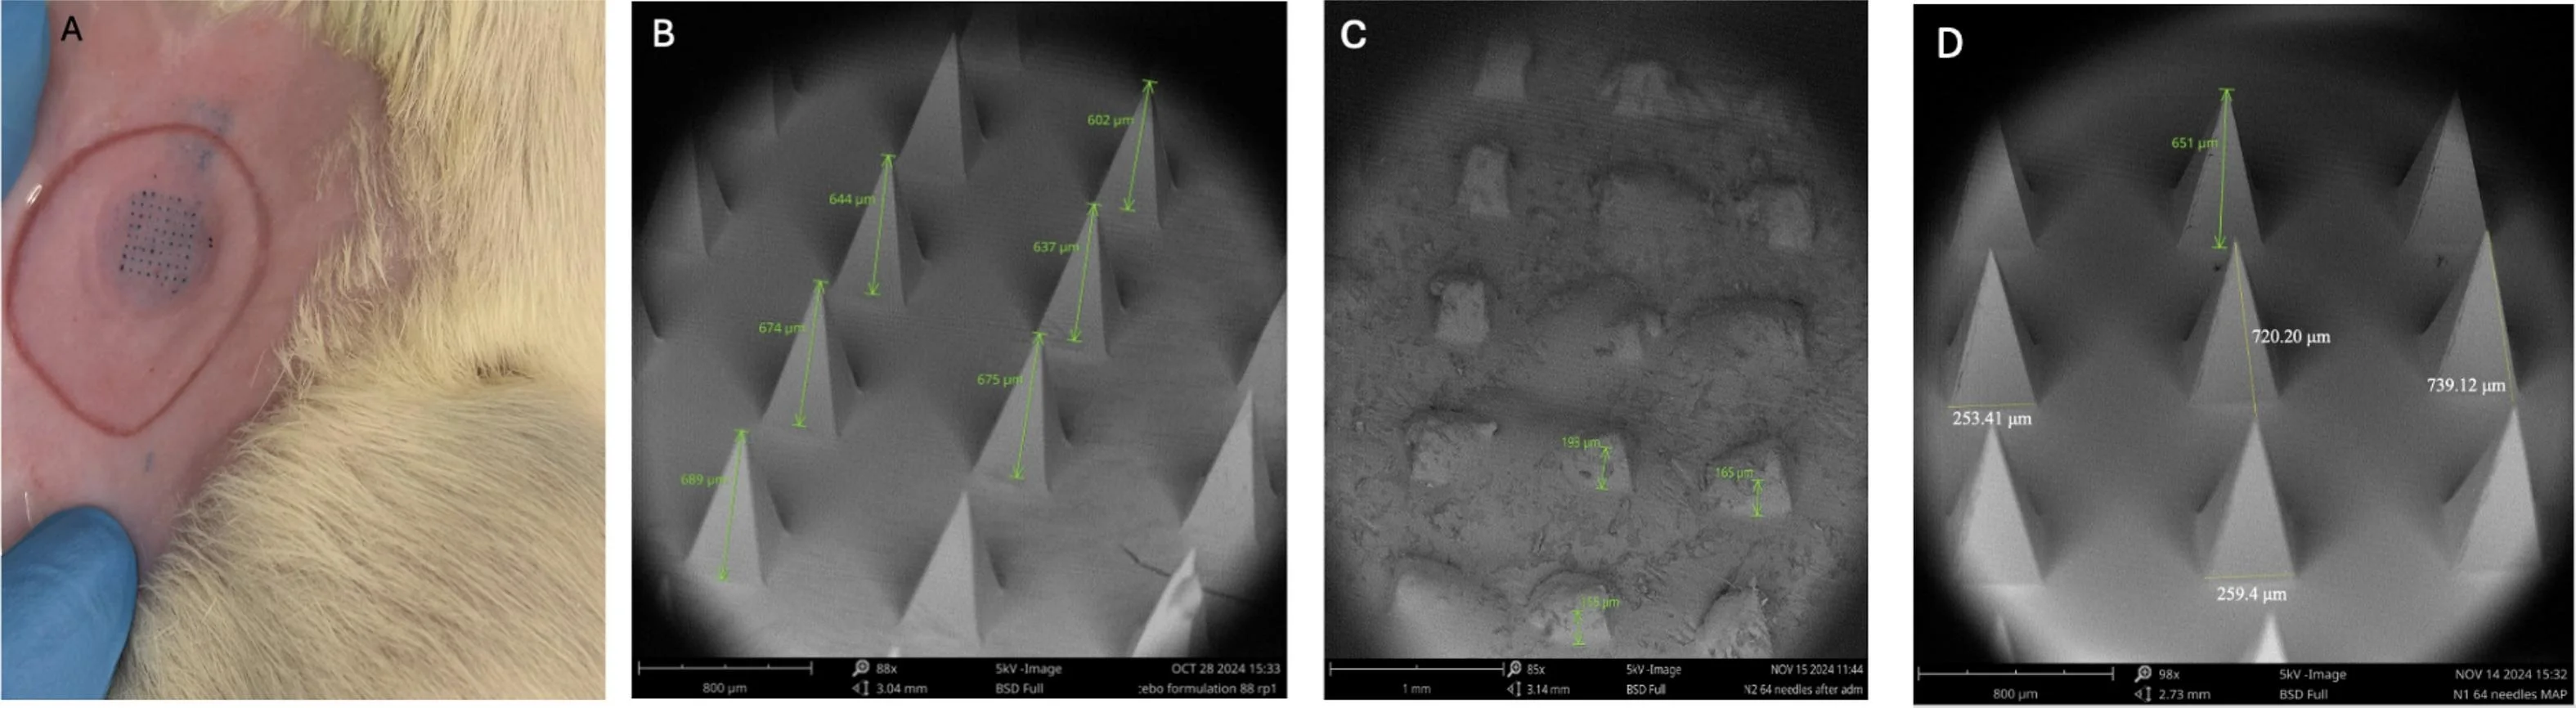 A
B
602 µm
644 µm
637 µm
674 µm
675 µm
689 µm
800 µm
88x
3.04 mm
5kV -Image
BSD Full
OCT 28 2024 15:33
:ebo formulation 88 rp1
C
193 µm
165 µm
1 mm
85x
3.14 mm
5kV -Image
BSD Full
NOV 15 2024 11:44
N2 64 needles after adm
D
651 µm
720.20 µm
739.12 µm
253.41 µm
259.4 µm
800 µm
98x
2.73 mm
5kV -Image
BSD Full
NOV 14 2024 15:32
N1 64 needles MAP